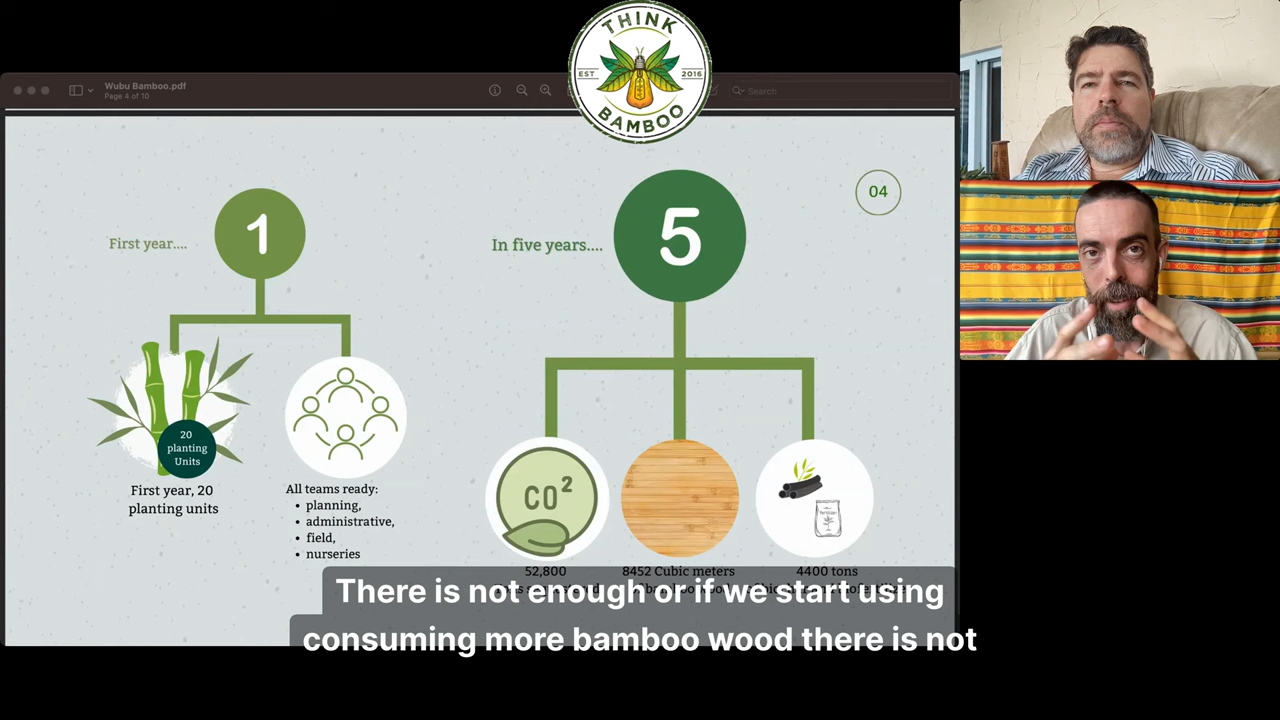 THINK
EST
2016
BAMBOO
Wubu Bamboo.pdf
Page 4 of 10
Search
04
First year....
1
In five years....
5
20
planting
Units
First year, 20
planting units
All teams ready:
• planning,
• administrative,
• field,
• nurseries
CO²
52,800
8452 Cubic meters
4400 tons
There is not enough or if we start using
consuming more bamboo wood there is not